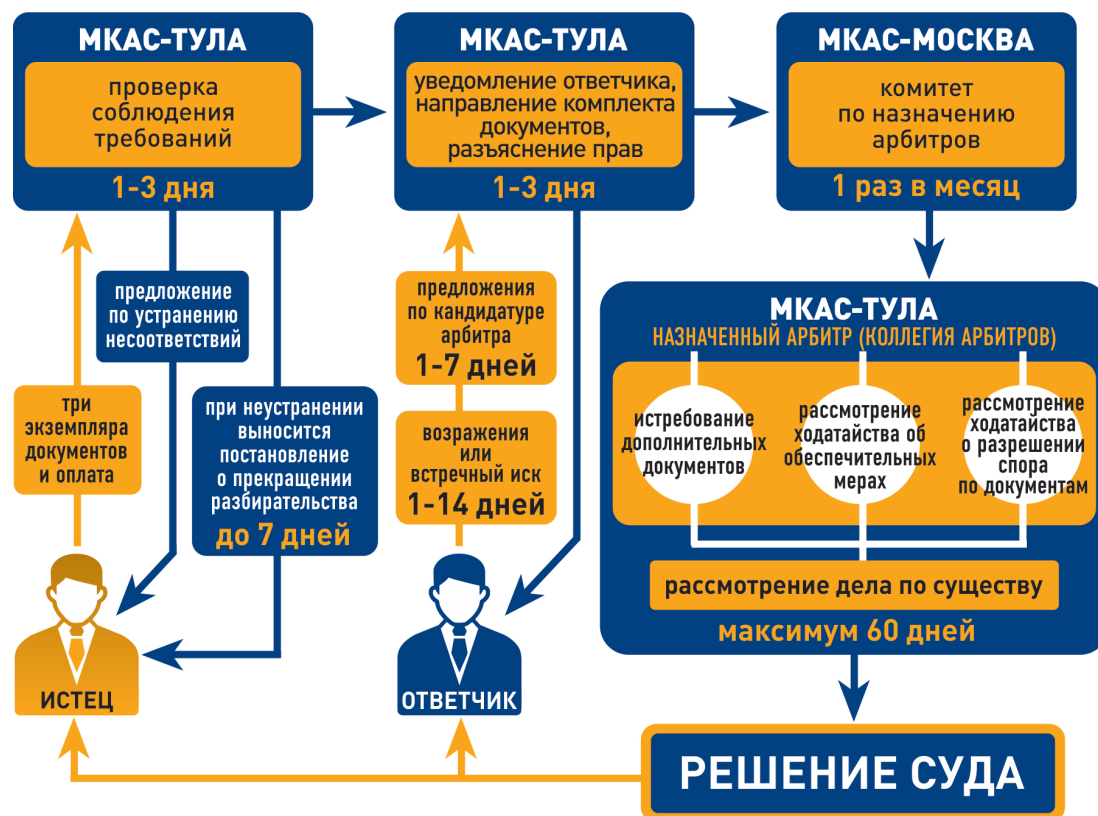 МКАС-ТУЛА
проверка
соблюдения
требований
1-3 дня
МКАС-ТУЛА
уведомление ответчика,
направление комплекта
документов,
разъяснение прав
1-3 дня
МКАС-МОСКВА
комитет
по назначению
арбитров
1 раз в месяц
предложение
по устранению
несоответствий
три
экземпляра
документов
и оплата
при неустранении
выносится
постановление
о прекращении
разбирательства
до 7 дней
предложения
по кандидатуре
арбитра
1-7 дней
возражения
или
встречный иск
1-14 дней
МКАС-ТУЛА
НАЗНАЧЕННЫЙ АРБИТР (КОЛЛЕГИЯ АРБИТРОВ)
истребование
дополнительных
документов
рассмотрение
ходатайства об
обеспечительных
мерах
рассмотрение
ходатайства
о разрешении
спора
по документам
рассмотрение дела по существу
максимум 60 дней
ИСТЕЦ
ОТВЕТЧИК
РЕШЕНИЕ СУДА